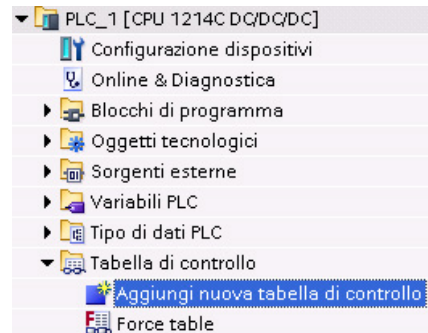 PLC_1 [CPU 1214C DC/DC/DC]
Configurazione dispositivi
Online & Diagnostica
Blocchi di programma
Oggetti tecnologici
Sorgenti esterne
Variabili PLC
Tipo di dati PLC
Tabella di controllo
Aggiungi nuova tabella di controllo
Force table